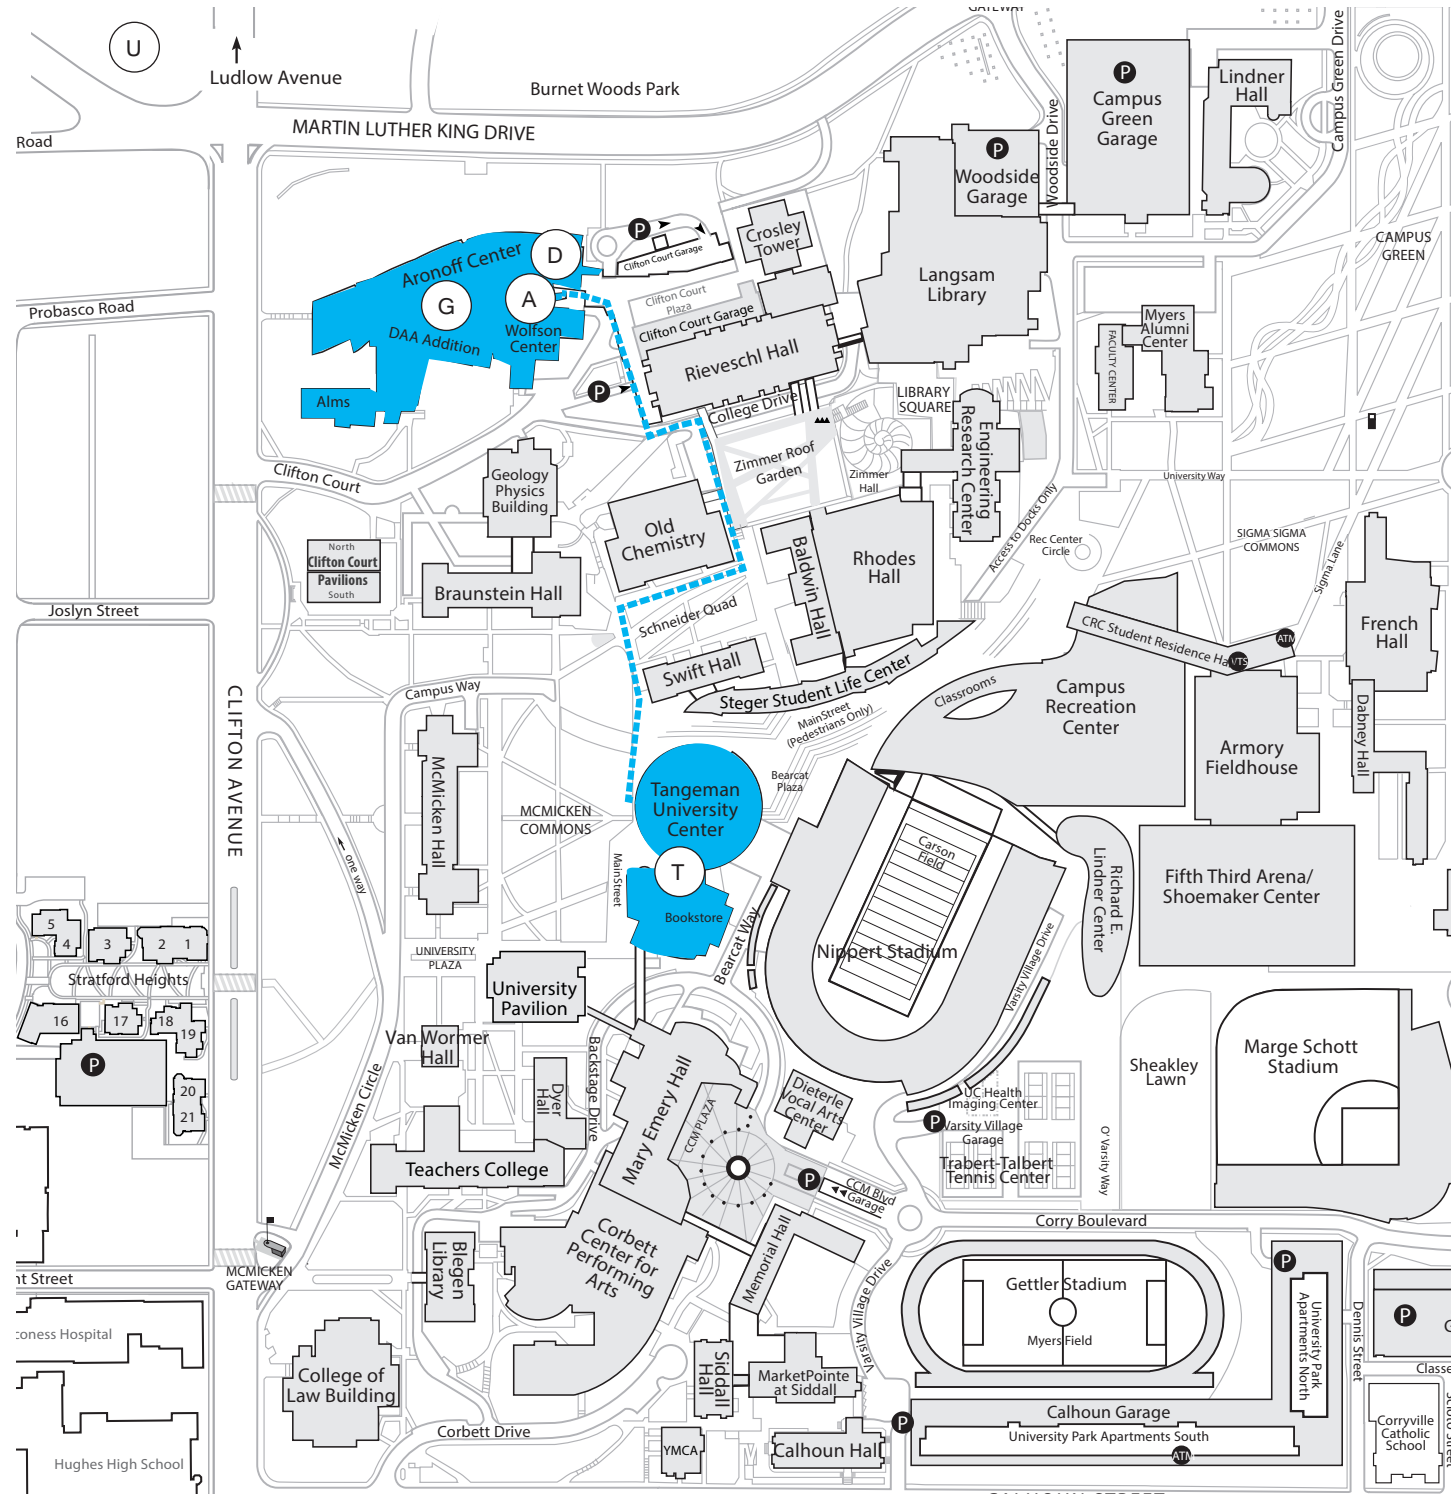 GATEWAY
U
Ludlow Avenue
Burnet Woods Park
MARTIN LUTHER KING DRIVE
Road
P
Campus
Green
Garage
Lindner
Hall
Campus Green Drive
P
Woodside
Garage
Woodside Drive
CAMPUS
GREEN
P
Clifton Court Garage
Crosley
Tower
Langsam
Library
Aronoff Center
D
G
A
DAA Addition
Wolfson
Center
Alms
Clifton Court
Plaza
Clifton Court Garage
Rieveschl Hall
P
College Drive
Probasco Road
Myers
Alumni
Center
FACULTY CENTER
LIBRARY
SQUARE
Engineering
Research Center
Zimmer Roof
Garden
Zimmer
Hall
University Way
Clifton Court
Geology
Physics
Building
Old
Chemistry
Baldwin Hall
Rhodes
Hall
Access to Docks Only
Rec Center
Circle
SIGMA SIGMA
COMMONS
Sigma Lane
North
Clifton Court
Pavilions
South
Braunstein Hall
Joslyn Street
Schneider Quad
Swift Hall
Steger Student Life Center
CRC Student Residence Hall
UTS
ATM
French
Hall
Campus Way
MainStreet
(Pedestrians Only)
Classrooms
Campus
Recreation
Center
Armory
Fieldhouse
Dabney Hall
CLIFTON AVENUE
McMicken Hall
MCMICKEN
COMMONS
Tangeman
University
Center
T
Bookstore
MainStreet
Bearcat
Plaza
Carson
Field
Nippert Stadium
Richard E.
Lindner Center
Fifth Third Arena/
Shoemaker Center
one way
5
4
3
2
1
Stratford Heights
16
17
18
19
P
20
21
UNIVERSITY
PLAZA
University
Pavilion
Bearcat Way
Varsity Village Drive
Van Wormer
Hall
Backstage Drive
Dyer
Hall
Mary Emery Hall
CCM PLAZA
Dieterle
Vocal Arts
Center
UC Health
Imaging Center
P
Varsity Village
Garage
Trabert-Talbert
Tennis Center
O'Varsity Way
Sheakley
Lawn
Marge Schott
Stadium
McMicken Circle
Teachers College
P
CCM Blvd
Garage
Corry Boulevard
Memorial Hall
Corbett
Center for
Performing
Arts
Blegen
Library
MCMICKEN
GATEWAY
nt Street
coness Hospital
Varsity Village Drive
Gettler Stadium
Myers Field
P
University Park
Apartments North
Dennis Street
P
G
Classe
College of
Law Building
Siddall
Hall
MarketPointe
at Siddall
Calhoun Garage
P
University Park Apartments South
ATM
Corryville
Catholic
School
Scioto Street
Corbett Drive
YMCA
Calhoun Hall
Hughes High School
CALHOUN STREET